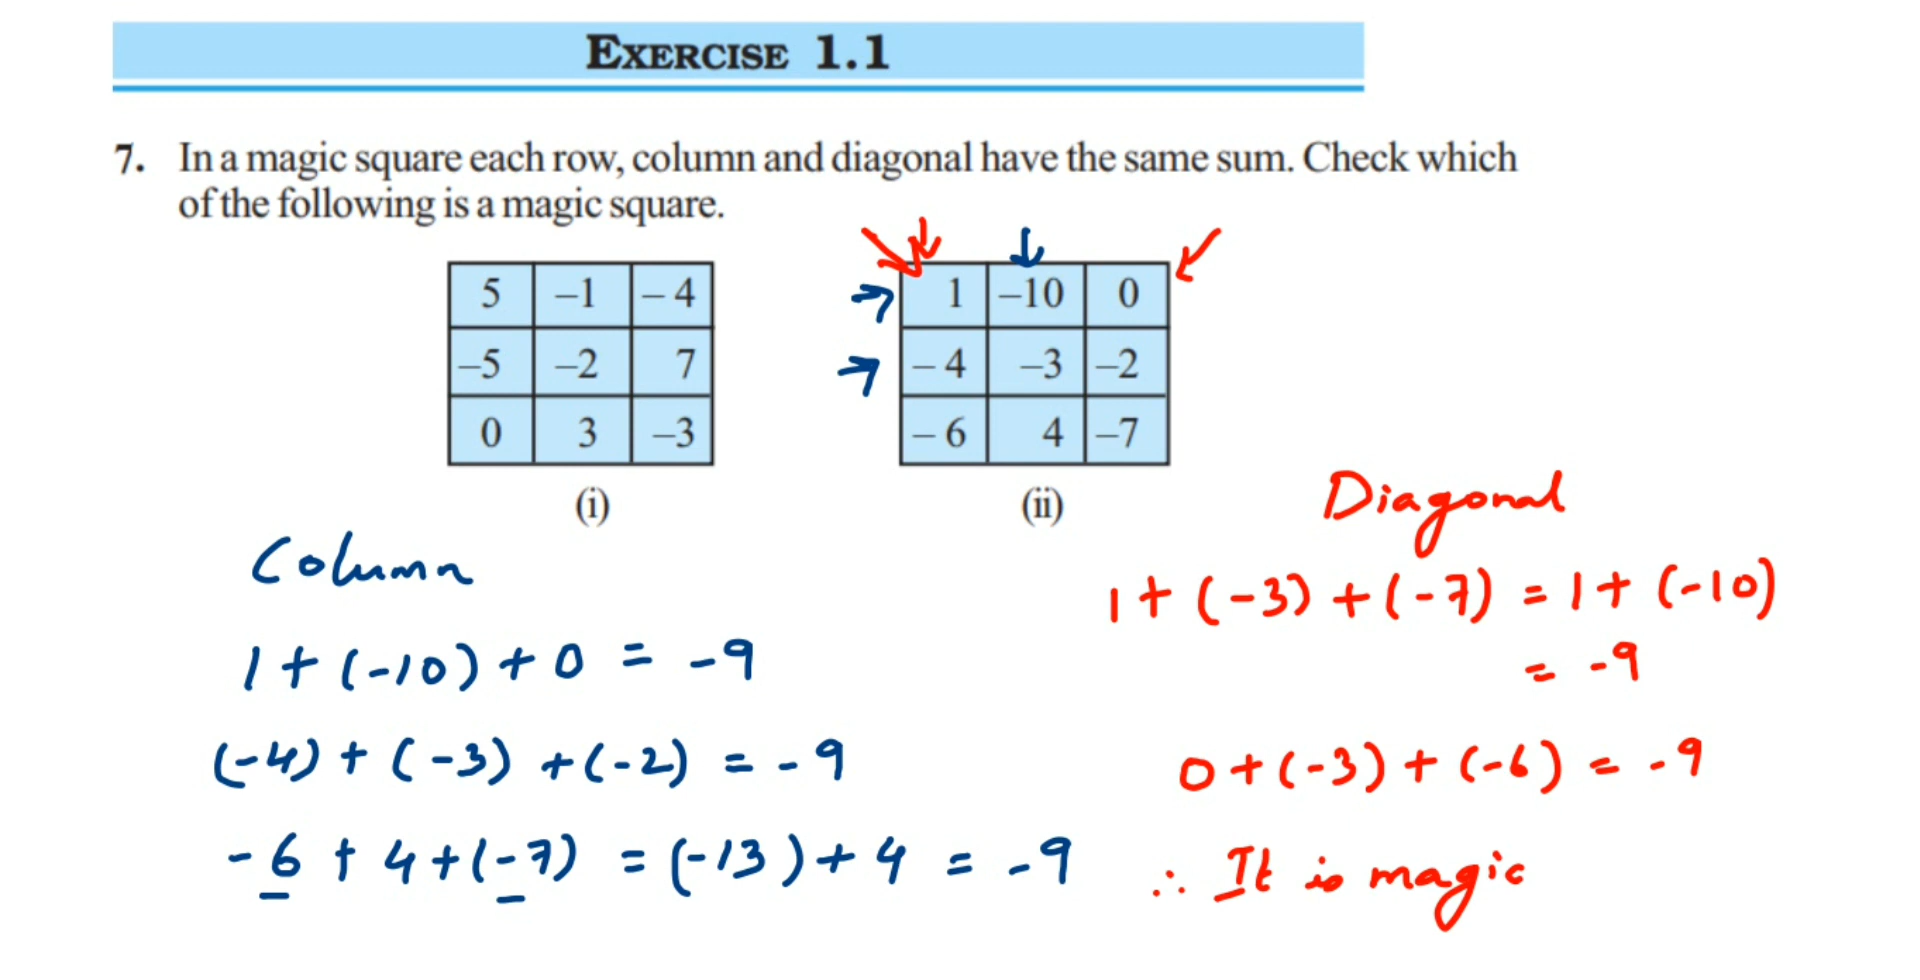 EXERCISE 1.1
7. In a magic square each row, column and diagonal have the same sum. Check which
of the following is a magic square.
5 –1 – 4
–5 –2 7
0 3 –3
(i)
1 –10 0
– 4 –3 –2
– 6 4 –7
(ii)
Column
1 + (-10) + 0 = -9
(-4) + (-3) + (-2) = -9
-6 + 4 + (-7) = (-13) + 4 = -9
Diagonal
1 + (-3) + (-7) = 1 + (-10)
= -9
0 + (-3) + (-6) = -9
∴ It is magic